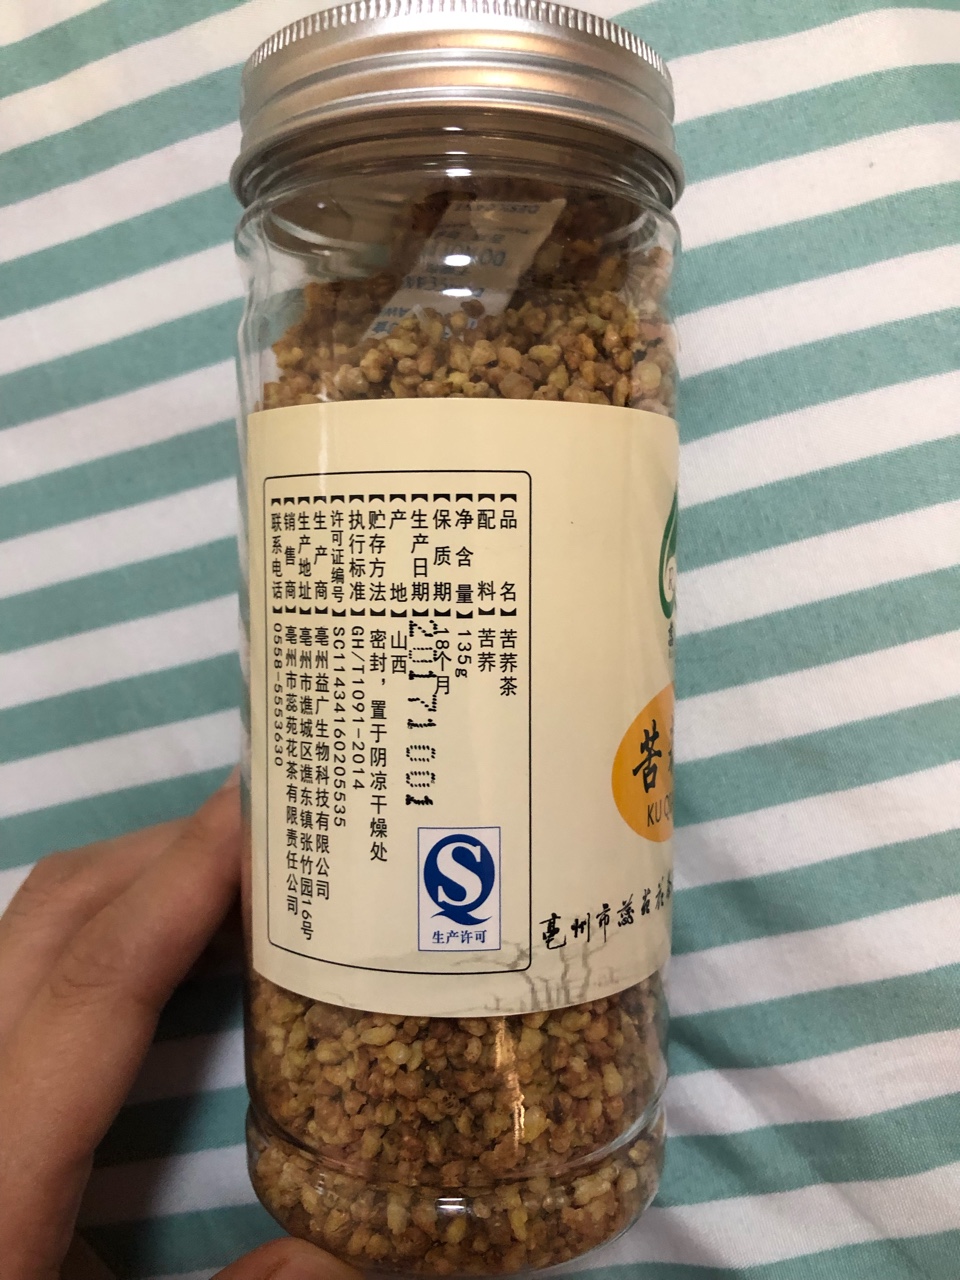 【品名】苦荞茶
【配料】苦荞
【净含量】135g
【保质期】18个月
【生产日期】20171001
【产地】山西
【贮存方法】密封，置于阴凉干燥处
【执行标准】GH/T1091-2014
【许可证编号】SC11434160205535
【生产商】亳州益广生物科技有限公司
【生产地址】亳州市谯城区谯东镇张竹园16号
【销售商】亳州市蕊苑花茶有限责任公司
【联系电话】0558-5553630
生产许可
苦
KU Q
亳州市蕊苑花茶